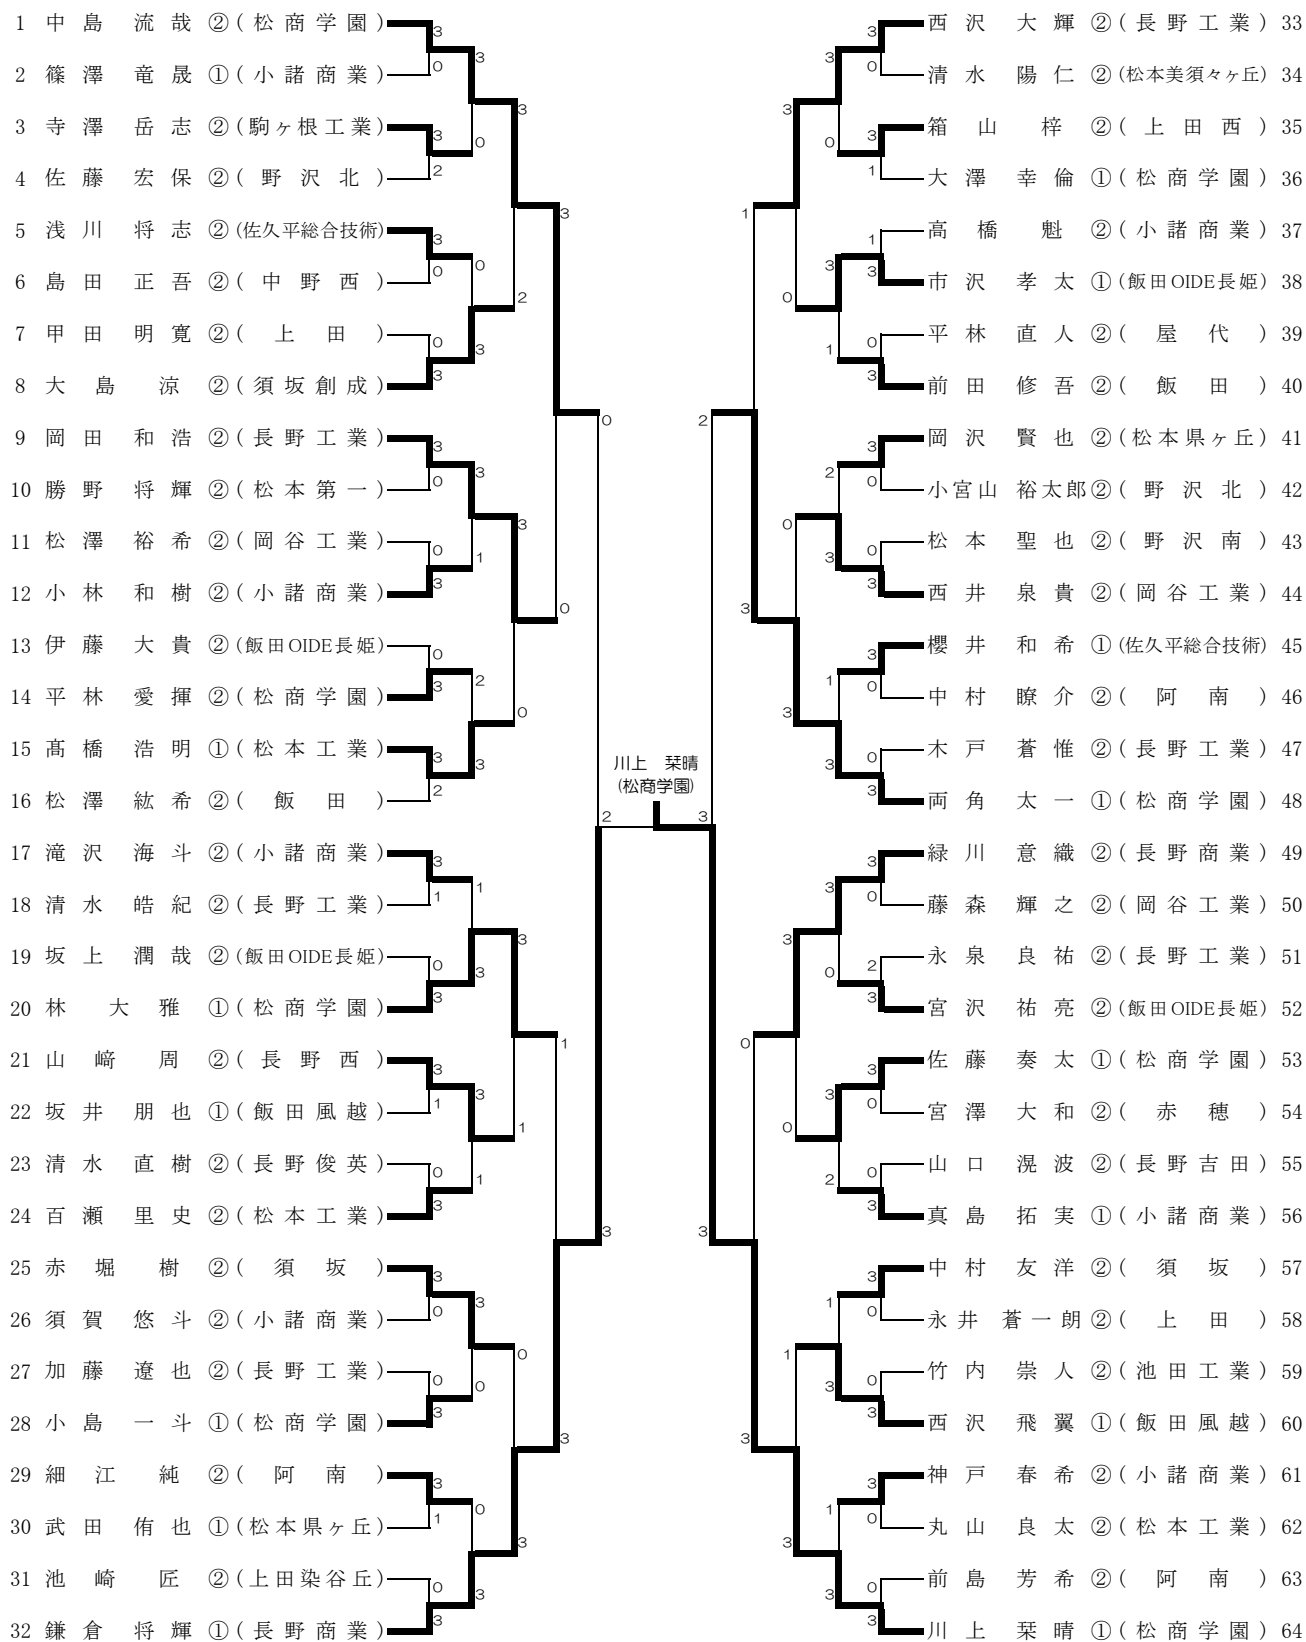 1 中島 流哉 ②(松商学園)
2 篠澤 竜晟 ①(小諸商業)
3 寺澤 岳志 ②(駒ヶ根工業)
4 佐藤 宏保 ②(野沢北)
5 浅川 将志 ②(佐久平総合技術)
6 島田 正吾 ②(中野西)
7 甲田 明寛 ②(上田)
8 大島 涼 ②(須坂創成)
9 岡田 和浩 ②(長野工業)
10 勝野 将輝 ②(松本第一)
11 松澤 裕希 ②(岡谷工業)
12 小林 和樹 ②(小諸商業)
13 伊藤 大貴 ②(飯田OIDE長姫)
14 平林 愛揮 ②(松商学園)
15 髙橋 浩明 ①(松本工業)
16 松澤 紘希 ②(飯田)
17 滝沢 海斗 ②(小諸商業)
18 清水 皓紀 ②(長野工業)
19 坂上 潤哉 ②(飯田OIDE長姫)
20 林 大雅 ①(松商学園)
21 山﨑 周 ②(長野西)
22 坂井 朋也 ①(飯田風越)
23 清水 直樹 ②(長野俊英)
24 百瀬 里史 ②(松本工業)
25 赤堀 樹 ②(須坂)
26 須賀 悠斗 ②(小諸商業)
27 加藤 遼也 ②(長野工業)
28 小島 一斗 ①(松商学園)
29 細江 純 ②(阿南)
30 武田 侑也 ①(松本県ヶ丘)
31 池崎 匠 ②(上田染谷丘)
32 鎌倉 将輝 ①(長野商業)
川上 栞晴
(松商学園)
2 3
西沢 大輝 ②(長野工業) 33
清水 陽仁 ②(松本美須々ヶ丘) 34
箱山 梓 ②(上田西) 35
大澤 幸倫 ①(松商学園) 36
高橋 魁 ②(小諸商業) 37
市沢 孝太 ①(飯田OIDE長姫) 38
平林 直人 ②(屋代) 39
前田 修吾 ②(飯田) 40
岡沢 賢也 ②(松本県ヶ丘) 41
小宮山 裕太郎 ②(野沢北) 42
松本 聖也 ②(野沢南) 43
西井 泉貴 ②(岡谷工業) 44
櫻井 和希 ①(佐久平総合技術) 45
中村 瞭介 ②(阿南) 46
木戸 蒼惟 ②(長野工業) 47
両角 太一 ①(松商学園) 48
緑川 意織 ②(長野商業) 49
藤森 輝之 ②(岡谷工業) 50
永泉 良祐 ②(長野工業) 51
宮沢 祐亮 ②(飯田OIDE長姫) 52
佐藤 奏太 ①(松商学園) 53
宮澤 大和 ②(赤穂) 54
山口 滉波 ②(長野吉田) 55
真島 拓実 ①(小諸商業) 56
中村 友洋 ②(須坂) 57
永井 蒼一朗 ②(上田) 58
竹内 崇人 ②(池田工業) 59
西沢 飛翼 ①(飯田風越) 60
神戸 春希 ②(小諸商業) 61
丸山 良太 ②(松本工業) 62
前島 芳希 ②(阿南) 63
川上 栞晴 ①(松商学園) 64